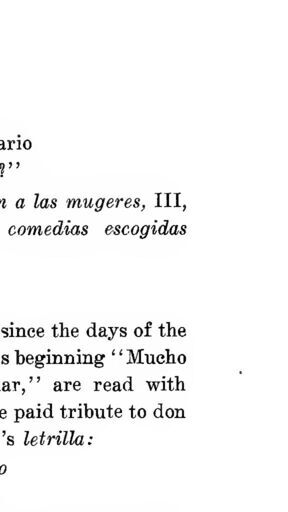 ario
?''
n a las mugeres, III,
comedias escogidas
since the days of the
s beginning ''Mucho
ar,'' are read with
e paid tribute to don
's letrilla:
o